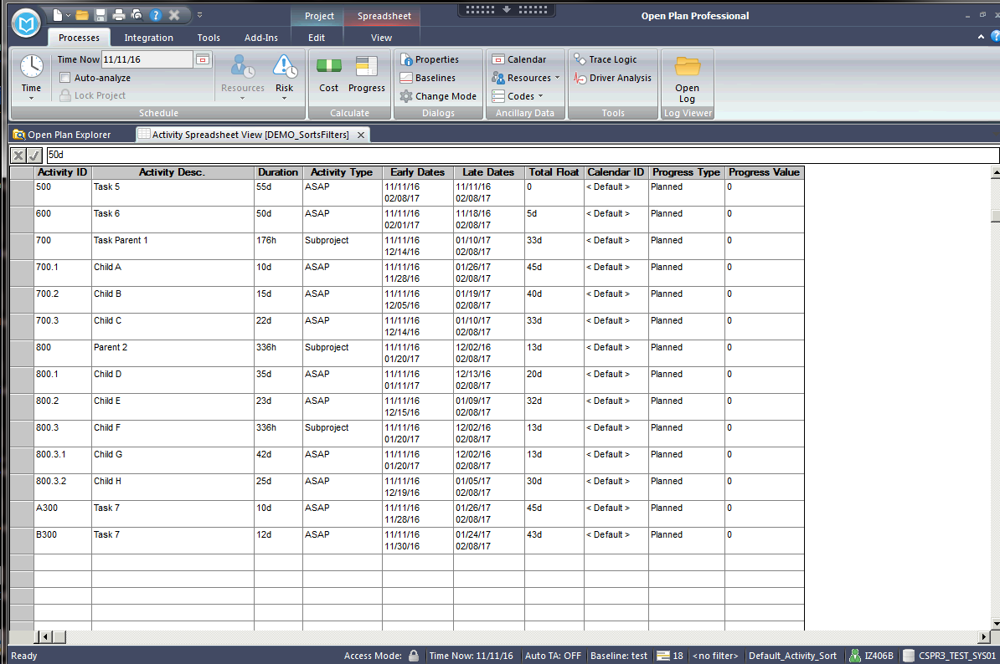 Project Spreadsheet Open Plan Professional
Processes Integration Tools Add-Ins Edit View
Time Now 11/11/16
Auto-analyze
Lock Project
Time
Resources
Risk
Schedule
Cost
Progress
Calculate
Properties
Baselines
Change Mode
Dialogs
Calendar
Resources
Codes
Ancillary Data
Trace Logic
Driver Analysis
Tools
Open
Log
Log Viewer
Open Plan Explorer Activity Spreadsheet View [DEMO_SortsFilters]
50d
Activity ID Activity Desc. Duration Activity Type Early Dates Late Dates Total Float Calendar ID Progress Type Progress Value
500 Task 5 55d ASAP 11/11/16 11/11/16 0 < Default > Planned 0
02/08/17 02/08/17
600 Task 6 50d ASAP 11/11/16 11/18/16 5d < Default > Planned 0
02/01/17 02/08/17
700 Task Parent 1 176h Subproject 11/11/16 01/10/17 33d < Default > Planned 0
12/14/16 02/08/17
700.1 Child A 10d ASAP 11/11/16 01/26/17 45d < Default > Planned 0
11/28/16 02/08/17
700.2 Child B 15d ASAP 11/11/16 01/19/17 40d < Default > Planned 0
12/05/16 02/08/17
700.3 Child C 22d ASAP 11/11/16 01/10/17 33d < Default > Planned 0
12/14/16 02/08/17
800 Parent 2 336h Subproject 11/11/16 12/02/16 13d < Default > Planned 0
01/20/17 02/08/17
800.1 Child D 35d ASAP 11/11/16 12/13/16 20d < Default > Planned 0
01/11/17 02/08/17
800.2 Child E 23d ASAP 11/11/16 01/09/17 32d < Default > Planned 0
12/15/16 02/08/17
800.3 Child F 336h Subproject 11/11/16 12/02/16 13d < Default > Planned 0
01/20/17 02/08/17
800.3.1 Child G 42d ASAP 11/11/16 12/02/16 13d < Default > Planned 0
01/20/17 02/08/17
800.3.2 Child H 25d ASAP 11/11/16 01/05/17 30d < Default > Planned 0
12/19/16 02/08/17
A300 Task 7 10d ASAP 11/11/16 01/26/17 45d < Default > Planned 0
11/28/16 02/08/17
B300 Task 7 12d ASAP 11/11/16 01/24/17 43d < Default > Planned 0
11/30/16 02/08/17
Ready Access Mode: Time Now: 11/11/16 Auto TA: OFF Baseline: test 18 <no filter> Default_Activity_Sort IZ406B CSPR3_TEST_SYS01